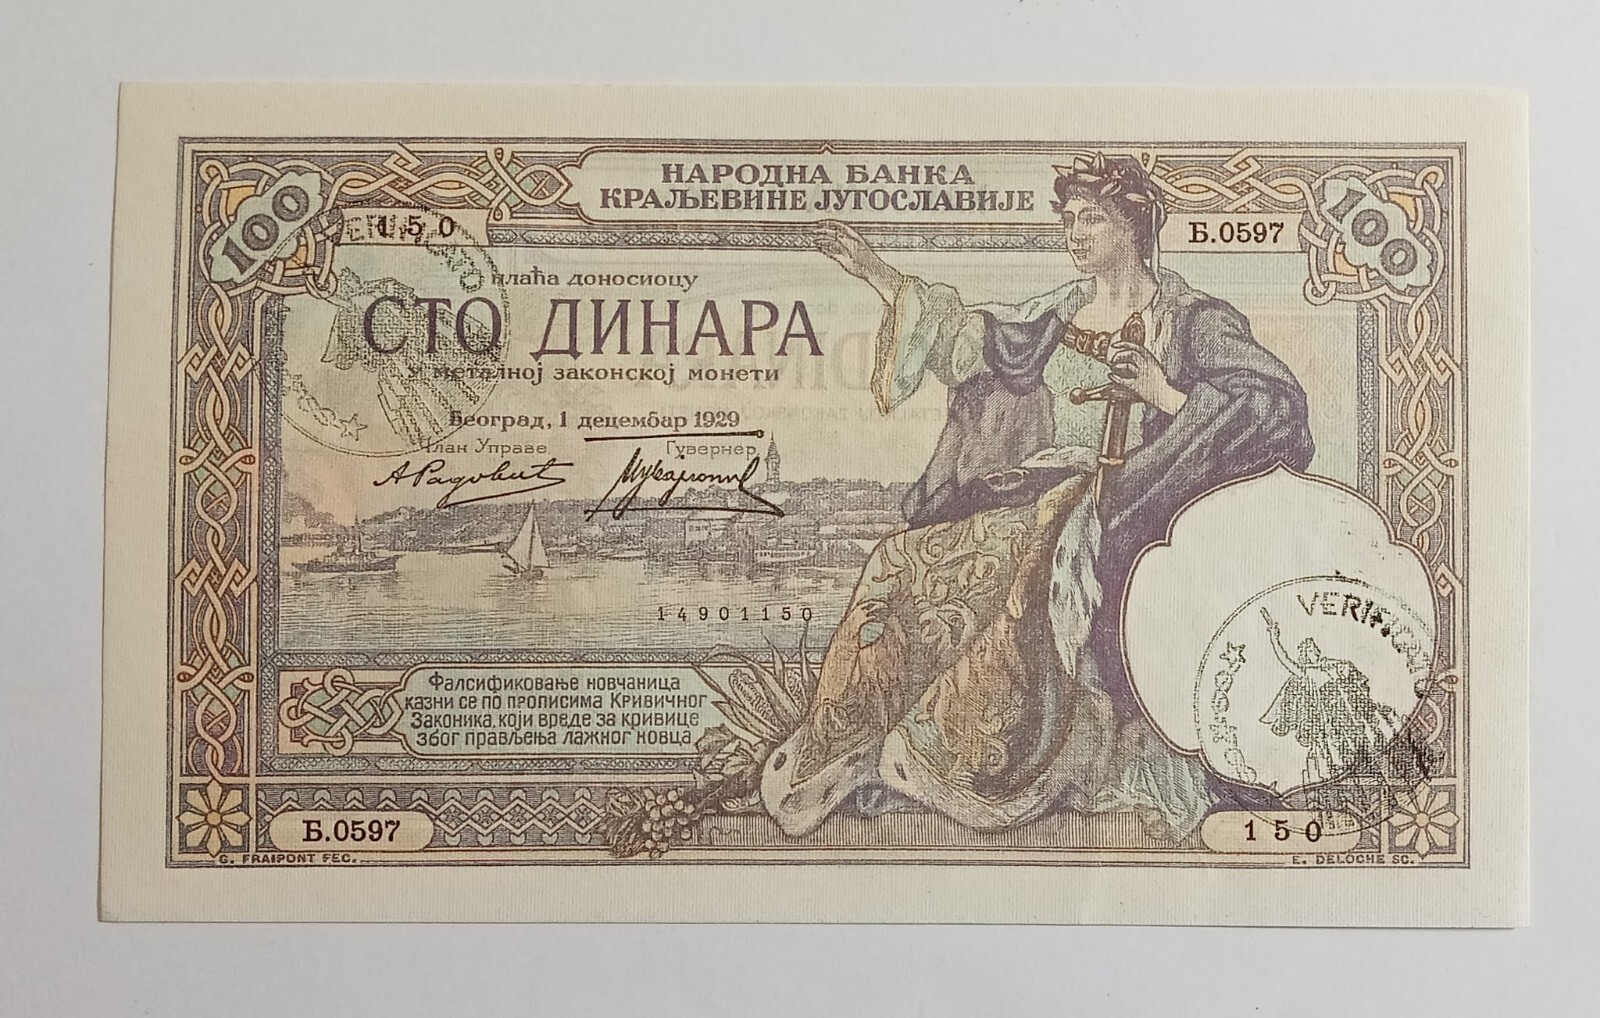 НАРОДНА БАНКА
КРАЉЕВИНЕ ЈУГОСЛАВИЈЕ
100
150
Б.0597
100
VERIFICATO
плаћа доносиоцу
СТО ДИНАРА
у металној законској монети
Београд, 1 децембар 1929
Члан Управе
Гувернер
14901150
VERIFICATO
Фалсификовање новчаница
казни се по прописима Кривичног
Законика, који вреде за кривице
због прављења лажног новца
Б.0597
150
G. FRAIPONT FEC.
E. DELOCHE SC.